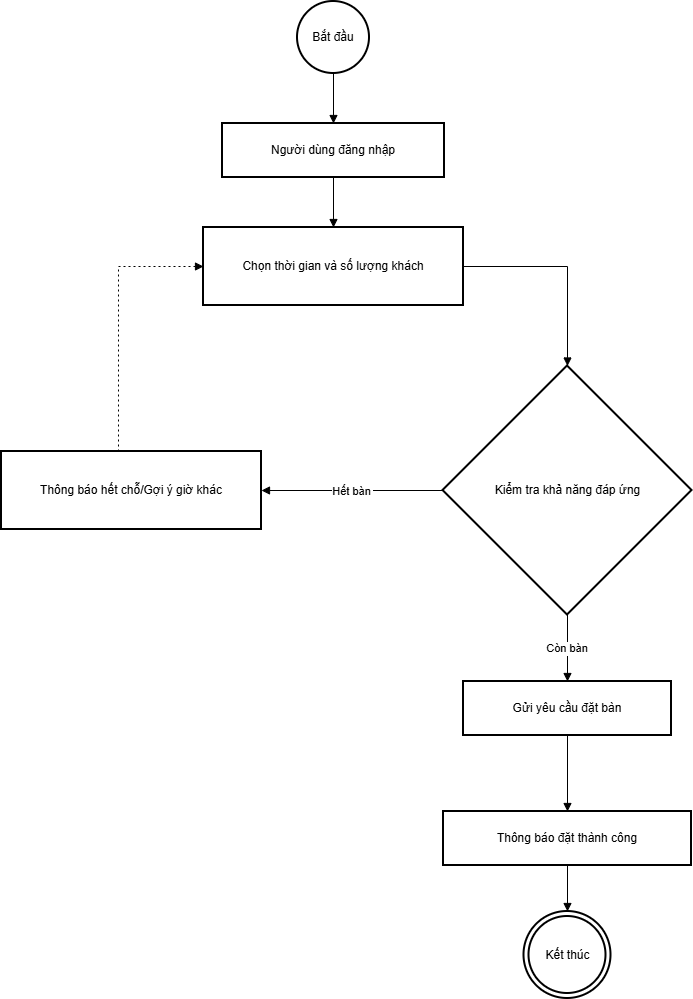 Bắt đầu
Người dùng đăng nhập
Chọn thời gian và số lượng khách
Kiểm tra khả năng đáp ứng
Hết bàn
Thông báo hết chỗ/Gợi ý giờ khác
Còn bàn
Gửi yêu cầu đặt bàn
Thông báo đặt thành công
Kết thúc